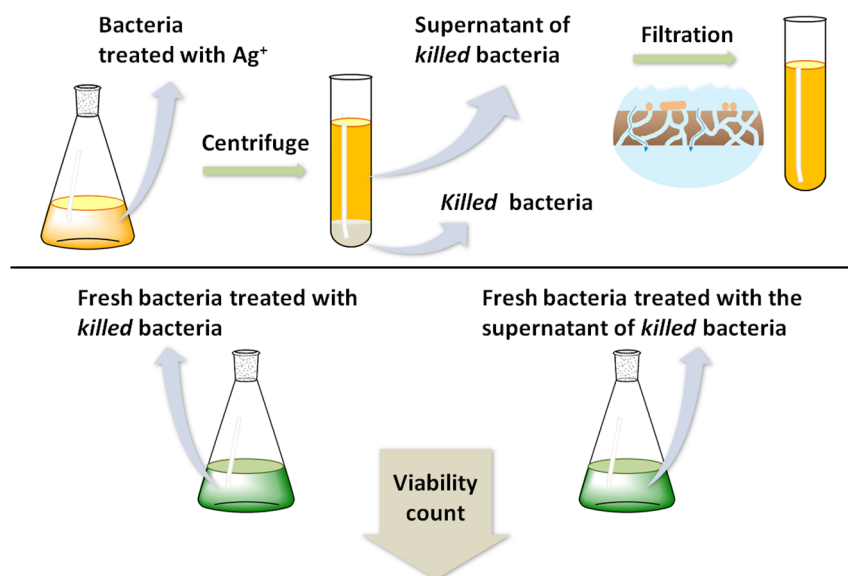 Bacteria
treated with Ag⁺
Centrifuge
Supernatant of
killed bacteria
Killed bacteria
Filtration
Fresh bacteria treated with
killed bacteria
Fresh bacteria treated with the
supernatant of killed bacteria
Viability
count